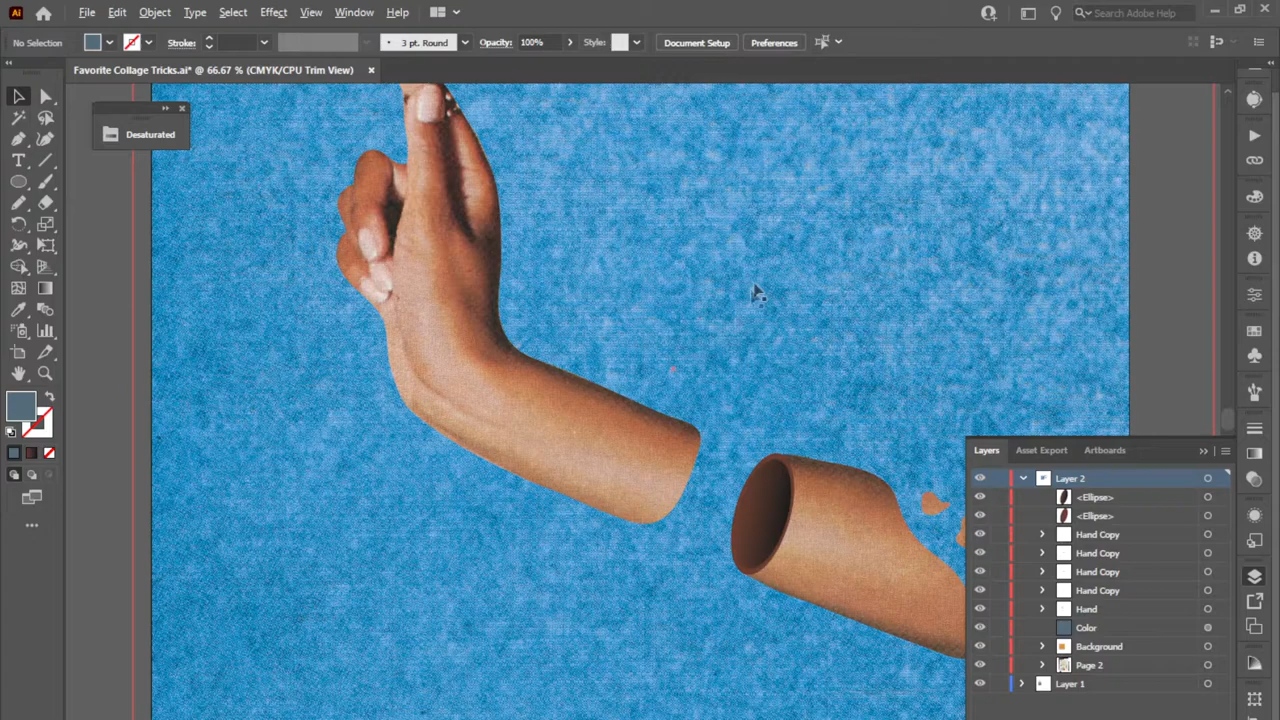 Ai File Edit Object Type Select Effect View Window Help Search Adobe Help
No Selection Stroke: 3 pt. Round Opacity: 100% Style: Document Setup Preferences
Favorite Collage Tricks.ai* @ 66.67 % (CMYK/CPU Trim View)
Desaturated
Layers Asset Export Artboards
Layer 2
<Ellipse>
<Ellipse>
Hand Copy
Hand Copy
Hand Copy
Hand Copy
Hand
Color
Background
Page 2
Layer 1